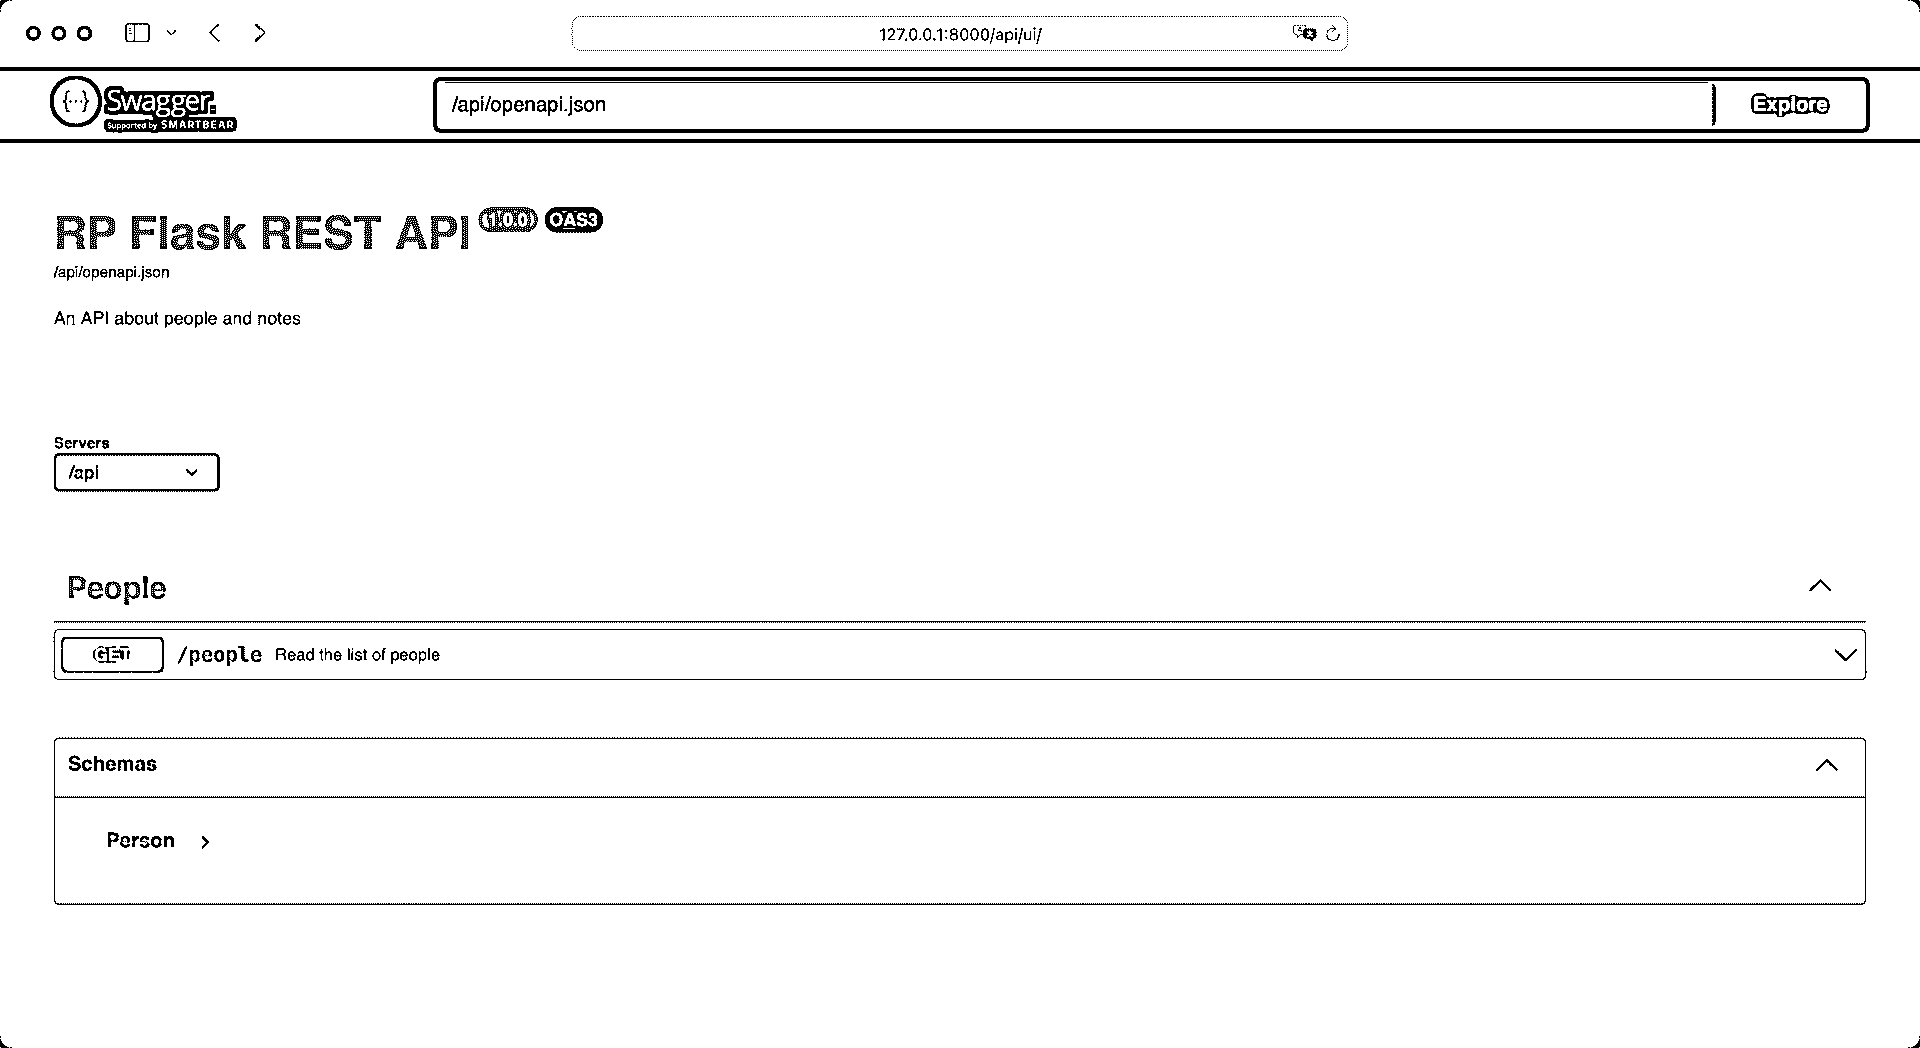 127.0.0.1:8000/api/ui/
{...} Swagger.
Supported by SMARTBEAR
/api/openapi.json
Explore
RP Flask REST API 1.0.0 OAS3
/api/openapi.json
An API about people and notes
Servers
/api
People
GET /people Read the list of people
Schemas
Person